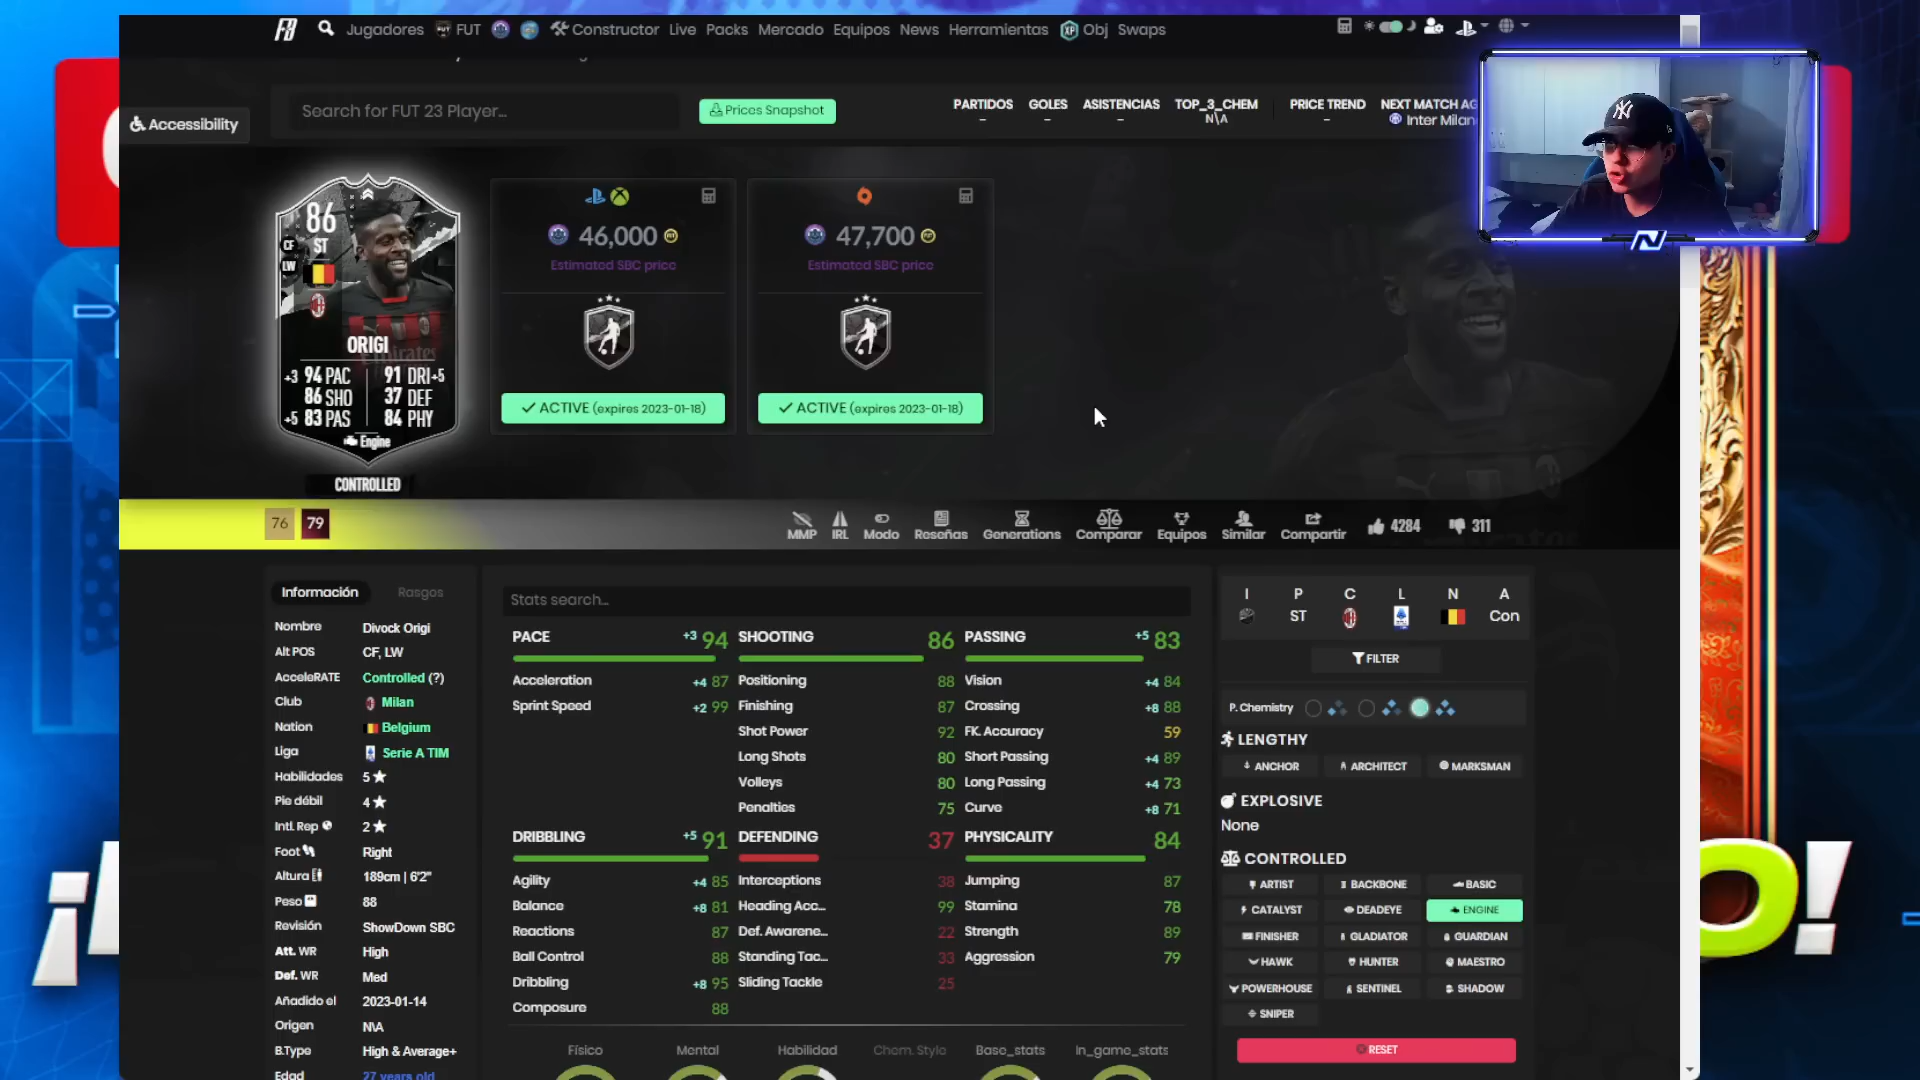 Jugadores FUT Constructor Live Packs Mercado Equipos News Herramientas Obj Swaps
Accessibility
Search for FUT 23 Player...
Prices Snapshot
PARTIDOS GOLES ASISTENCIAS TOP_3_CHEM PRICE TREND NEXT MATCH AG
- - - N\A - Inter Milan
NY
86
ST
CF
LW
ORIGI
+3 94 PAC 91 DRI+5
86 SHO 37 DEF
+5 83 PAS 84 PHY
Engine
CONTROLLED
46,000
Estimated SBC price
ACTIVE (expires 2023-01-18)
47,700
Estimated SBC price
ACTIVE (expires 2023-01-18)
76 79
MMP IRL Modo Reseñas Generations Comparar Equipos Similar Compartir 4284 311
Información Rasgos
Nombre Divock Origi
Alt POS CF, LW
AcceleRATE Controlled (?)
Club Milan
Nation Belgium
Liga Serie A TIM
Habilidades 5
Pie débil 4
Intl. Rep 2
Foot Right
Altura 189cm | 6'2"
Peso 88
Revisión ShowDown SBC
Att. WR High
Def. WR Med
Añadido el 2023-01-14
Origen N\A
B.Type High & Average+
Edad 27 years old
Stats search...
PACE +3 94
Acceleration +4 87
Sprint Speed +2 99
SHOOTING 86
Positioning 88
Finishing 87
Shot Power 92
Long Shots 80
Volleys 80
Penalties 75
PASSING +5 83
Vision +4 84
Crossing +8 88
FK. Accuracy 59
Short Passing +4 89
Long Passing +4 73
Curve +8 71
DRIBBLING +5 91
Agility +4 85
Balance +8 81
Reactions 87
Ball Control 88
Dribbling +8 95
Composure 88
DEFENDING 37
Interceptions 38
Heading Acc... 99
Def. Awarene... 22
Standing Tac... 33
Sliding Tackle 25
PHYSICALITY 84
Jumping 87
Stamina 78
Strength 89
Aggression 79
Físico Mental Habilidad Chem. Style Base_stats In_game_stats
I P C L N A
ST Con
FILTER
P. Chemistry
LENGTHY
ANCHOR ARCHITECT MARKSMAN
EXPLOSIVE
None
CONTROLLED
ARTIST BACKBONE BASIC
CATALYST DEADEYE ENGINE
FINISHER GLADIATOR GUARDIAN
HAWK HUNTER MAESTRO
POWERHOUSE SENTINEL SHADOW
SNIPER
RESET